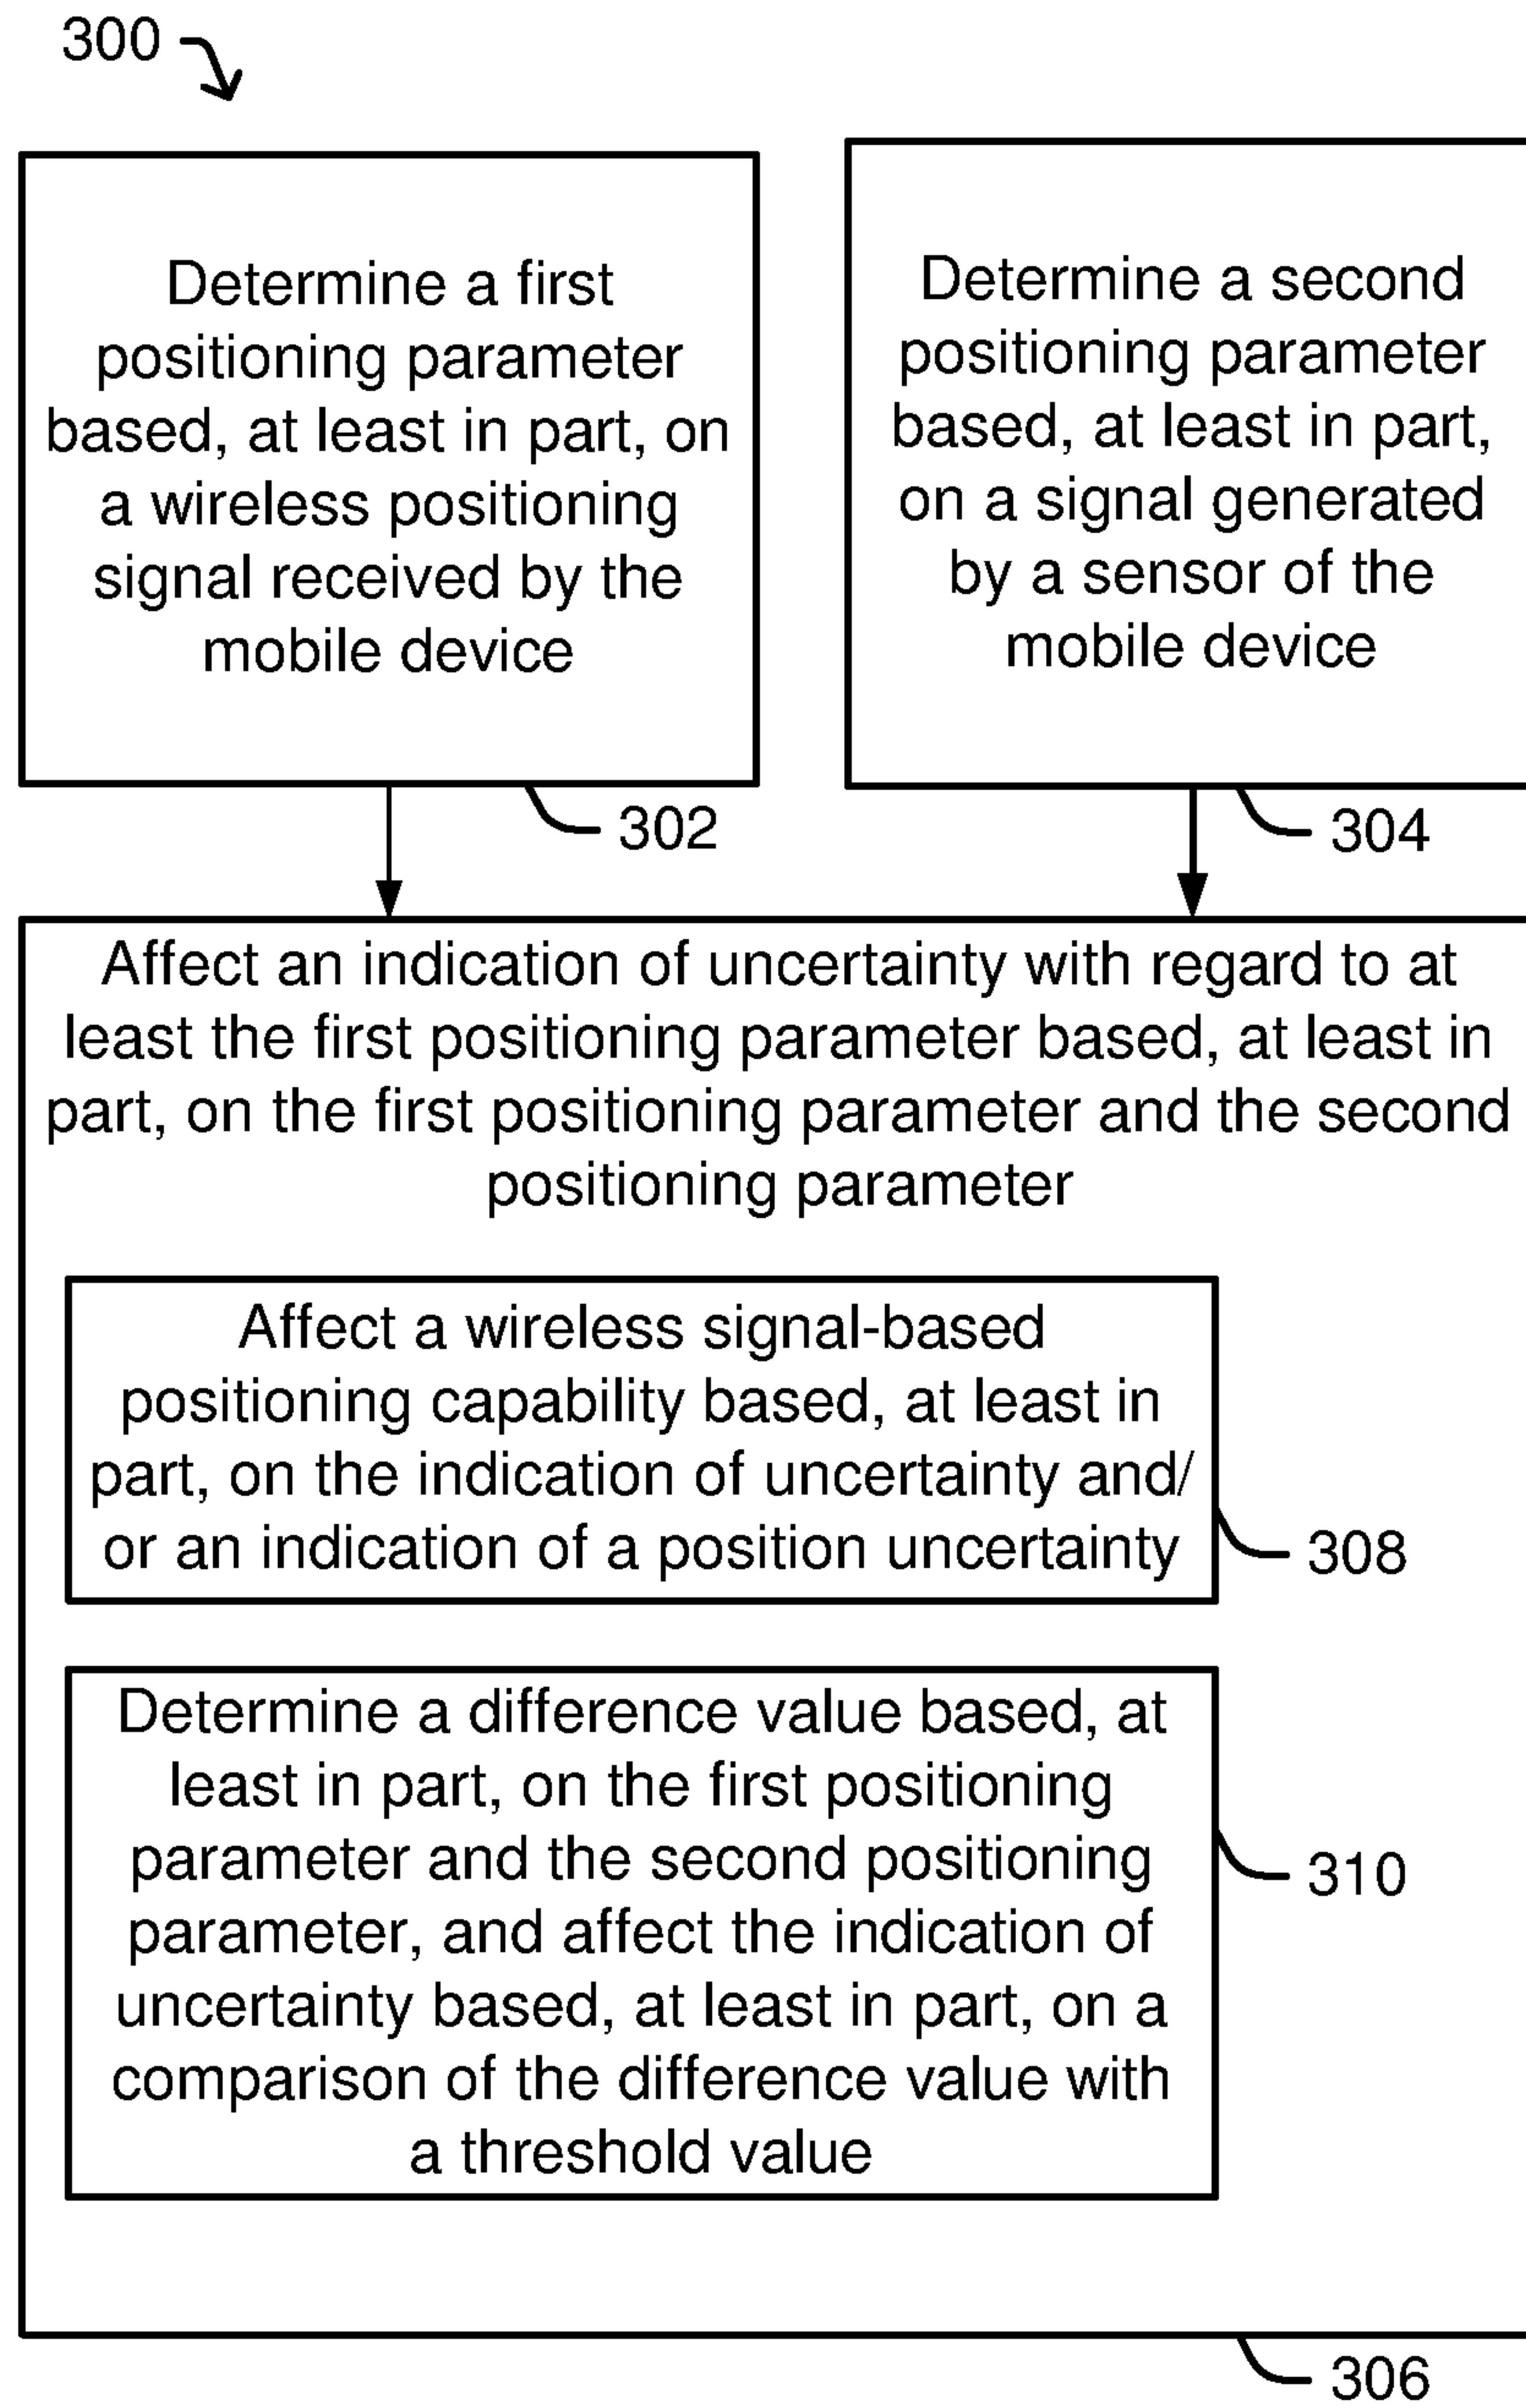 300
Determine a first
positioning parameter
based, at least in part, on
a wireless positioning
signal received by the
mobile device
302
Determine a second
positioning parameter
based, at least in part,
on a signal generated
by a sensor of the
mobile device
304
Affect an indication of uncertainty with regard to at
least the first positioning parameter based, at least in
part, on the first positioning parameter and the second
positioning parameter
Affect a wireless signal-based
positioning capability based, at least in
part, on the indication of uncertainty and/
or an indication of a position uncertainty
308
Determine a difference value based, at
least in part, on the first positioning
parameter and the second positioning
parameter, and affect the indication of
uncertainty based, at least in part, on a
comparison of the difference value with
a threshold value
310
306